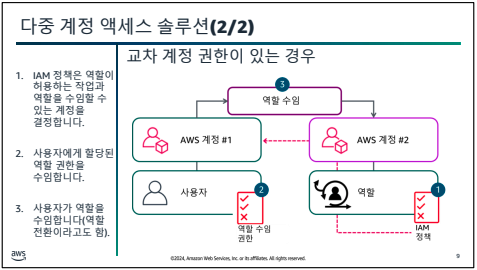 다중 계정 액세스 솔루션(2/2)
교차 계정 권한이 있는 경우
1. IAM 정책은 역할이
허용하는 작업과
역할을 수임할 수
있는 계정을
결정합니다.
2. 사용자에게 할당된
역할 권한을
수임합니다.
3. 사용자가 역할을
수임합니다(역할
전환이라고도 함).
3
역할 수임
AWS 계정 #1
AWS 계정 #2
사용자
2
역할 수임
권한
역할
1
IAM
정책
aws
©2024, Amazon Web Services, Inc. or its affiliates. All rights reserved.
9